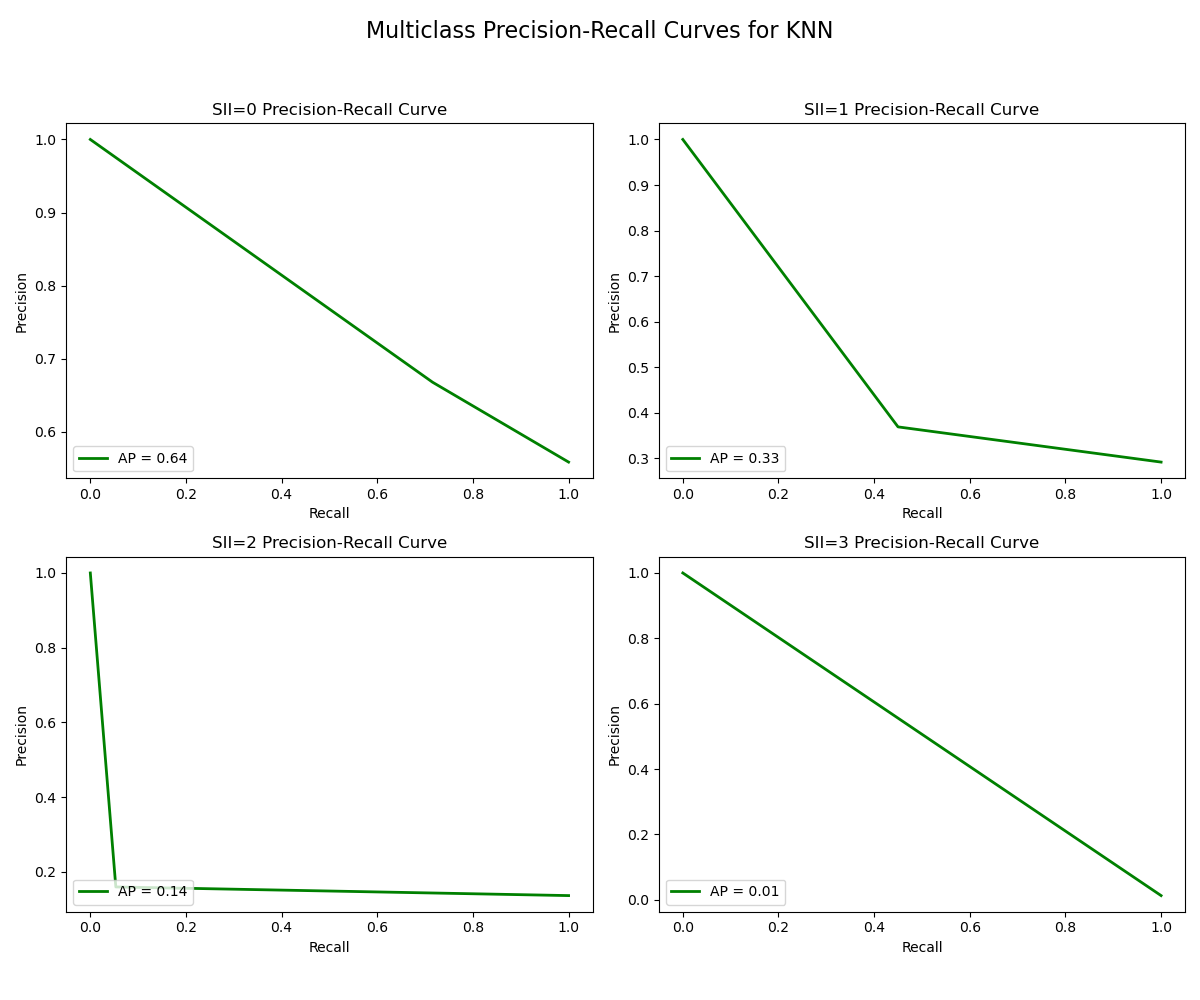 Multiclass Precision-Recall Curves for KNN
SII=0 Precision-Recall Curve
1.0
0.9
0.8
0.7
0.6
Precision
AP = 0.64
0.0 0.2 0.4 0.6 0.8 1.0
Recall
SII=1 Precision-Recall Curve
1.0
0.9
0.8
0.7
0.6
0.5
0.4
0.3
Precision
AP = 0.33
0.0 0.2 0.4 0.6 0.8 1.0
Recall
SII=2 Precision-Recall Curve
1.0
0.8
0.6
0.4
0.2
Precision
AP = 0.14
0.0 0.2 0.4 0.6 0.8 1.0
Recall
SII=3 Precision-Recall Curve
1.0
0.8
0.6
0.4
0.2
0.0
Precision
AP = 0.01
0.0 0.2 0.4 0.6 0.8 1.0
Recall